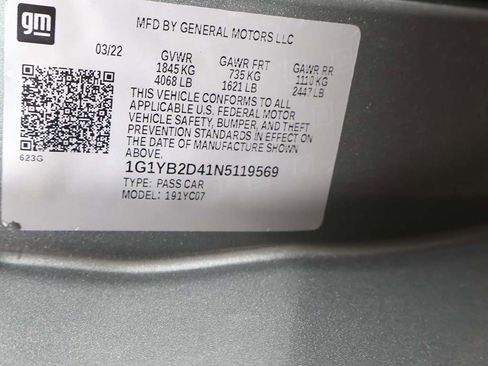 gm
MFD BY GENERAL MOTORS LLC
03/22 GVWR GAWR FRT GAWR RR
1845 KG 735 KG 1110 KG
4068 LB 1621 LB 2447 LB
THIS VEHICLE CONFORMS TO ALL
APPLICABLE U.S. FEDERAL MOTOR
VEHICLE SAFETY, BUMPER, AND THEFT
PREVENTION STANDARDS IN EFFECT ON
THE DATE OF MANUFACTURE SHOWN
ABOVE.
623G
1G1YB2D41N5119569
TYPE: PASS CAR
MODEL: 191YC07